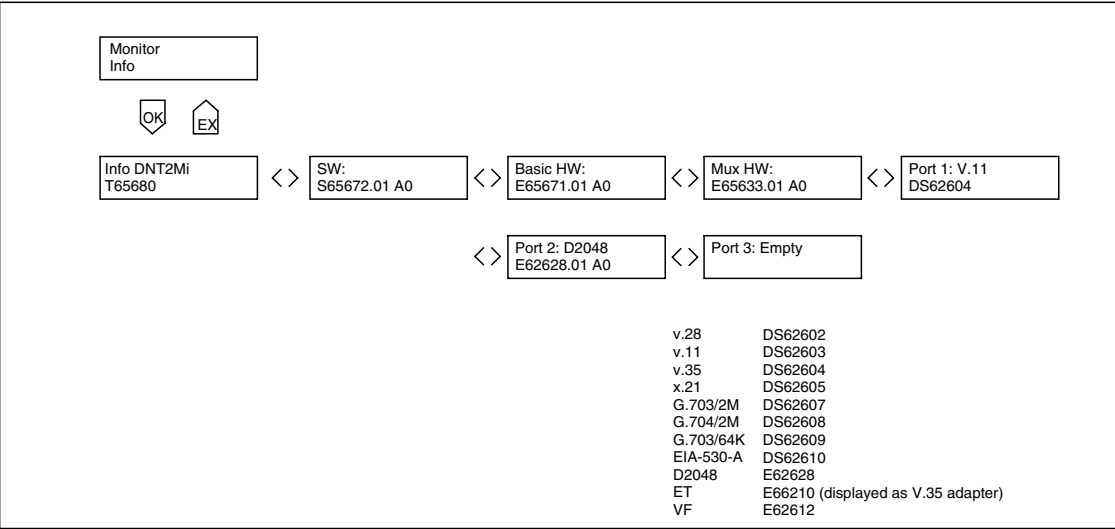 Monitor
Info
OK
EX
Info DNT2Mi
T65680
< >
SW:
S65672.01 A0
< >
Basic HW:
E65671.01 A0
< >
Mux HW:
E65633.01 A0
< >
Port 1: V.11
DS62604
< >
Port 2: D2048
E62628.01 A0
< >
Port 3: Empty
v.28 DS62602
v.11 DS62603
v.35 DS62604
x.21 DS62605
G.703/2M DS62607
G.704/2M DS62608
G.703/64K DS62609
EIA-530-A DS62610
D2048 E62628
ET E66210 (displayed as V.35 adapter)
VF E62612